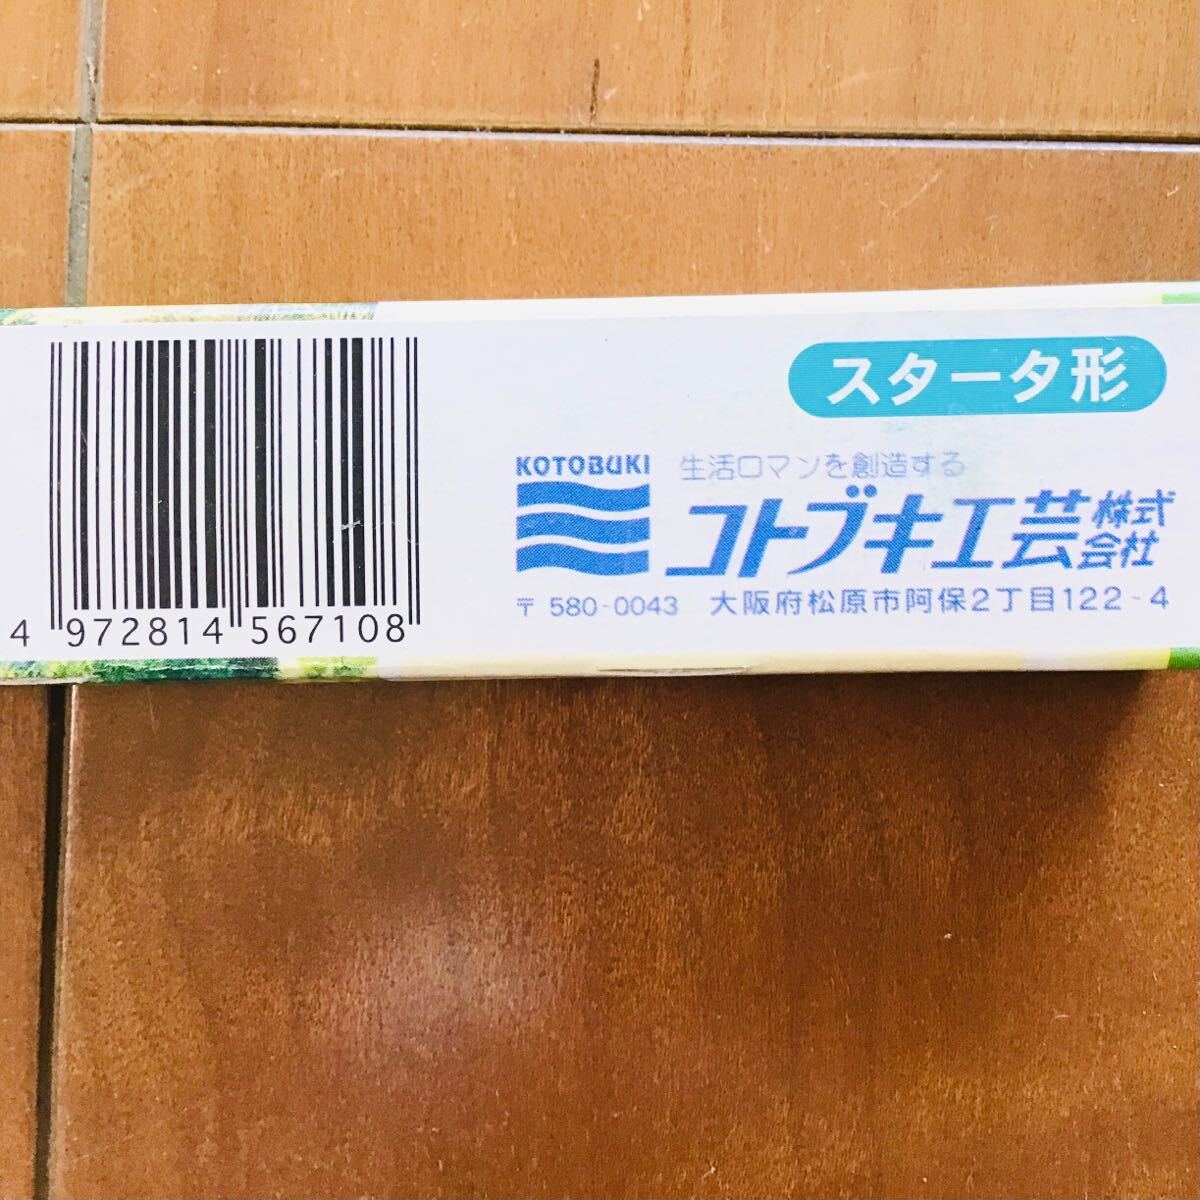 スタータ形
KOTOBUKI 生活ロマンを創造する
コトブキ工芸株式会社
〒580-0043 大阪府松原市阿保2丁目122-4
4 972814 567108